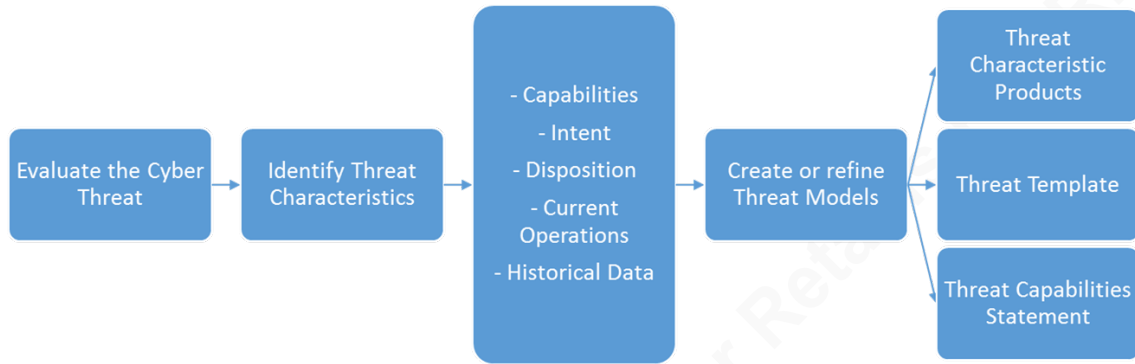 Evaluate the Cyber
Threat
Identify Threat
Characteristics
- Capabilities
- Intent
- Disposition
- Current
Operations
- Historical Data
Create or refine
Threat Models
Threat
Characteristic
Products
Threat Template
Threat Capabilities
Statement